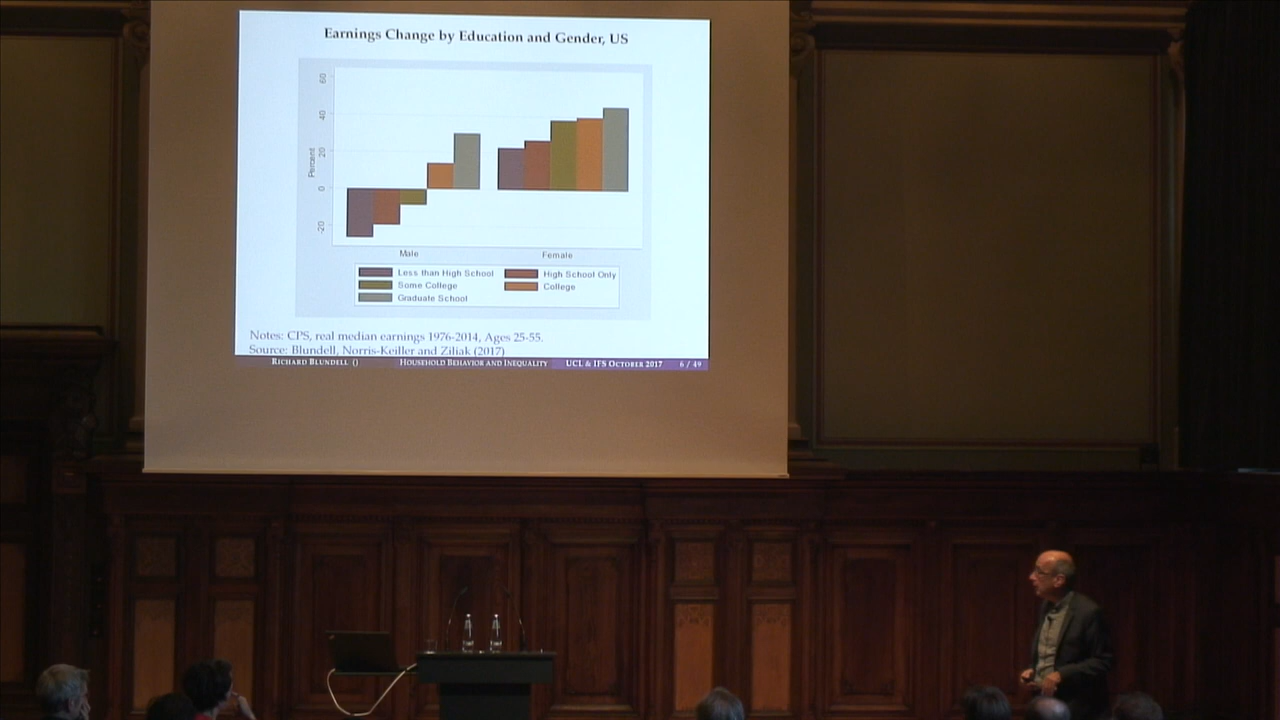 Earnings Change by Education and Gender, US
60
40
20
0
-20
Percent
Male Female
Less than High School High School Only
Some College College
Graduate School
Notes: CPS, real median earnings 1976-2014, Ages 25-55.
Source: Blundell, Norris-Keiller and Ziliak (2017)
RICHARD BLUNDELL () HOUSEHOLD BEHAVIOR AND INEQUALITY UCL & IFS OCTOBER 2017 6 / 49